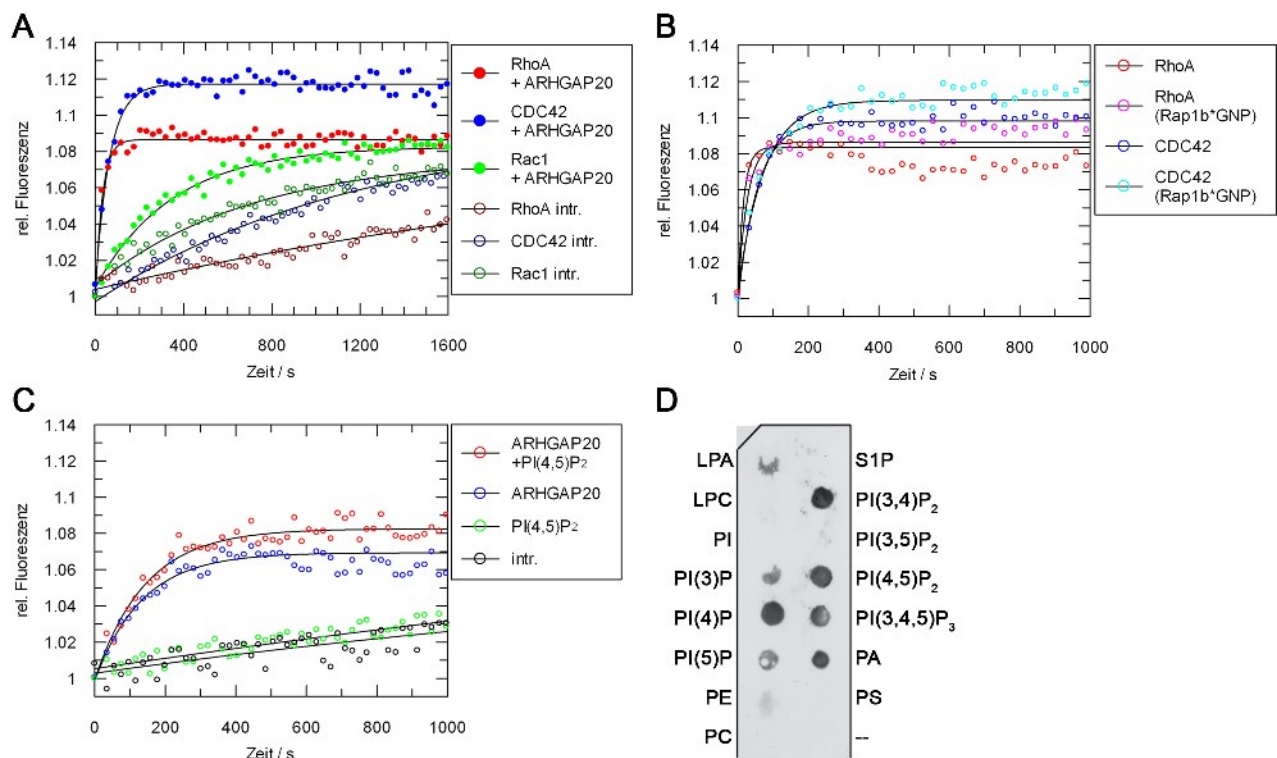 A
1.14
1.12
1.1
1.08
1.06
1.04
1.02
1
rel. Fluoreszenz
0
400
800
1200
1600
Zeit / s
RhoA
+ ARHGAP20
CDC42
+ ARHGAP20
Rac1
+ ARHGAP20
RhoA intr.
CDC42 intr.
Rac1 intr.
B
1.14
1.12
1.1
1.08
1.06
1.04
1.02
1
rel. Fluoreszenz
0
200
400
600
800
1000
Zeit / s
RhoA
RhoA
(Rap1b*GNP)
CDC42
CDC42
(Rap1b*GNP)
C
1.14
1.12
1.1
1.08
1.06
1.04
1.02
1
rel. Fluoreszenz
0
200
400
600
800
1000
Zeit / s
ARHGAP20
+PI(4,5)P2
ARHGAP20
PI(4,5)P2
intr.
D
LPA
LPC
PI
PI(3)P
PI(4)P
PI(5)P
PE
PC
S1P
PI(3,4)P2
PI(3,5)P2
PI(4,5)P2
PI(3,4,5)P3
PA
PS
--